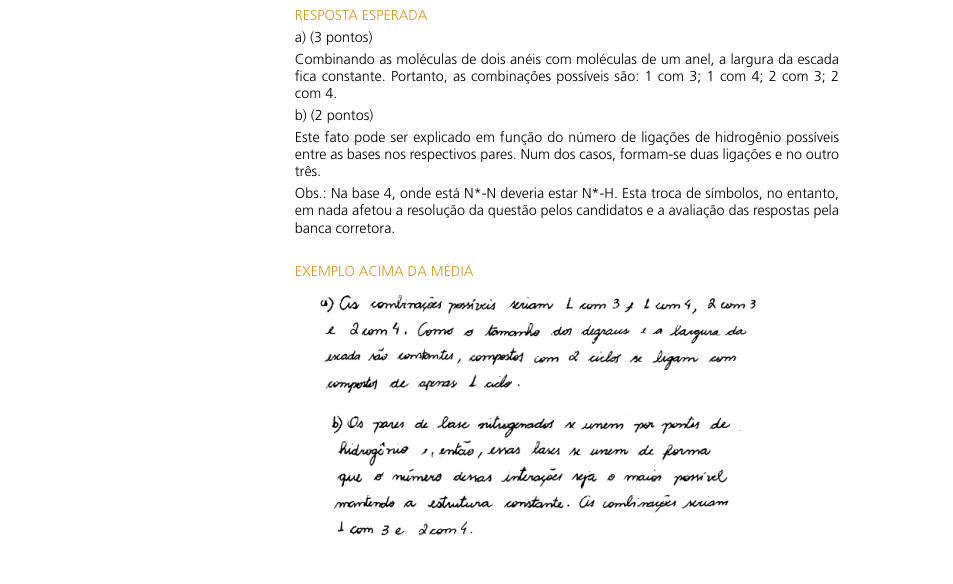 RESPOSTA ESPERADA
a) (3 pontos)
Combinando as moléculas de dois anéis com moléculas de um anel, a largura da escada
fica constante. Portanto, as combinações possíveis são: 1 com 3; 1 com 4; 2 com 3; 2
com 4.
b) (2 pontos)
Este fato pode ser explicado em função do número de ligações de hidrogênio possíveis
entre as bases nos respectivos pares. Num dos casos, formam-se duas ligações e no outro
três.
Obs.: Na base 4, onde está N*-N deveria estar N*-H. Esta troca de símbolos, no entanto,
em nada afetou a resolução da questão pelos candidatos e a avaliação das respostas pela
banca corretora.
EXEMPLO ACIMA DA MÉDIA
a) As combinações possíveis seriam 1 com 3, 1 com 4, 2 com 3
e 2 com 4. Como o tamanho dos degraus e a largura da
escada são constantes, compostos com 2 ciclos se ligam com
compostos de apenas 1 ciclo.
b) Os pares de base nitrogenados se unem por pontes de
hidrogênio e, então, essas bases se unem de forma
que o número dessas interações seja o maior possível
mantendo a estrutura constante. As combinações seriam
1 com 3 e 2 com 4.